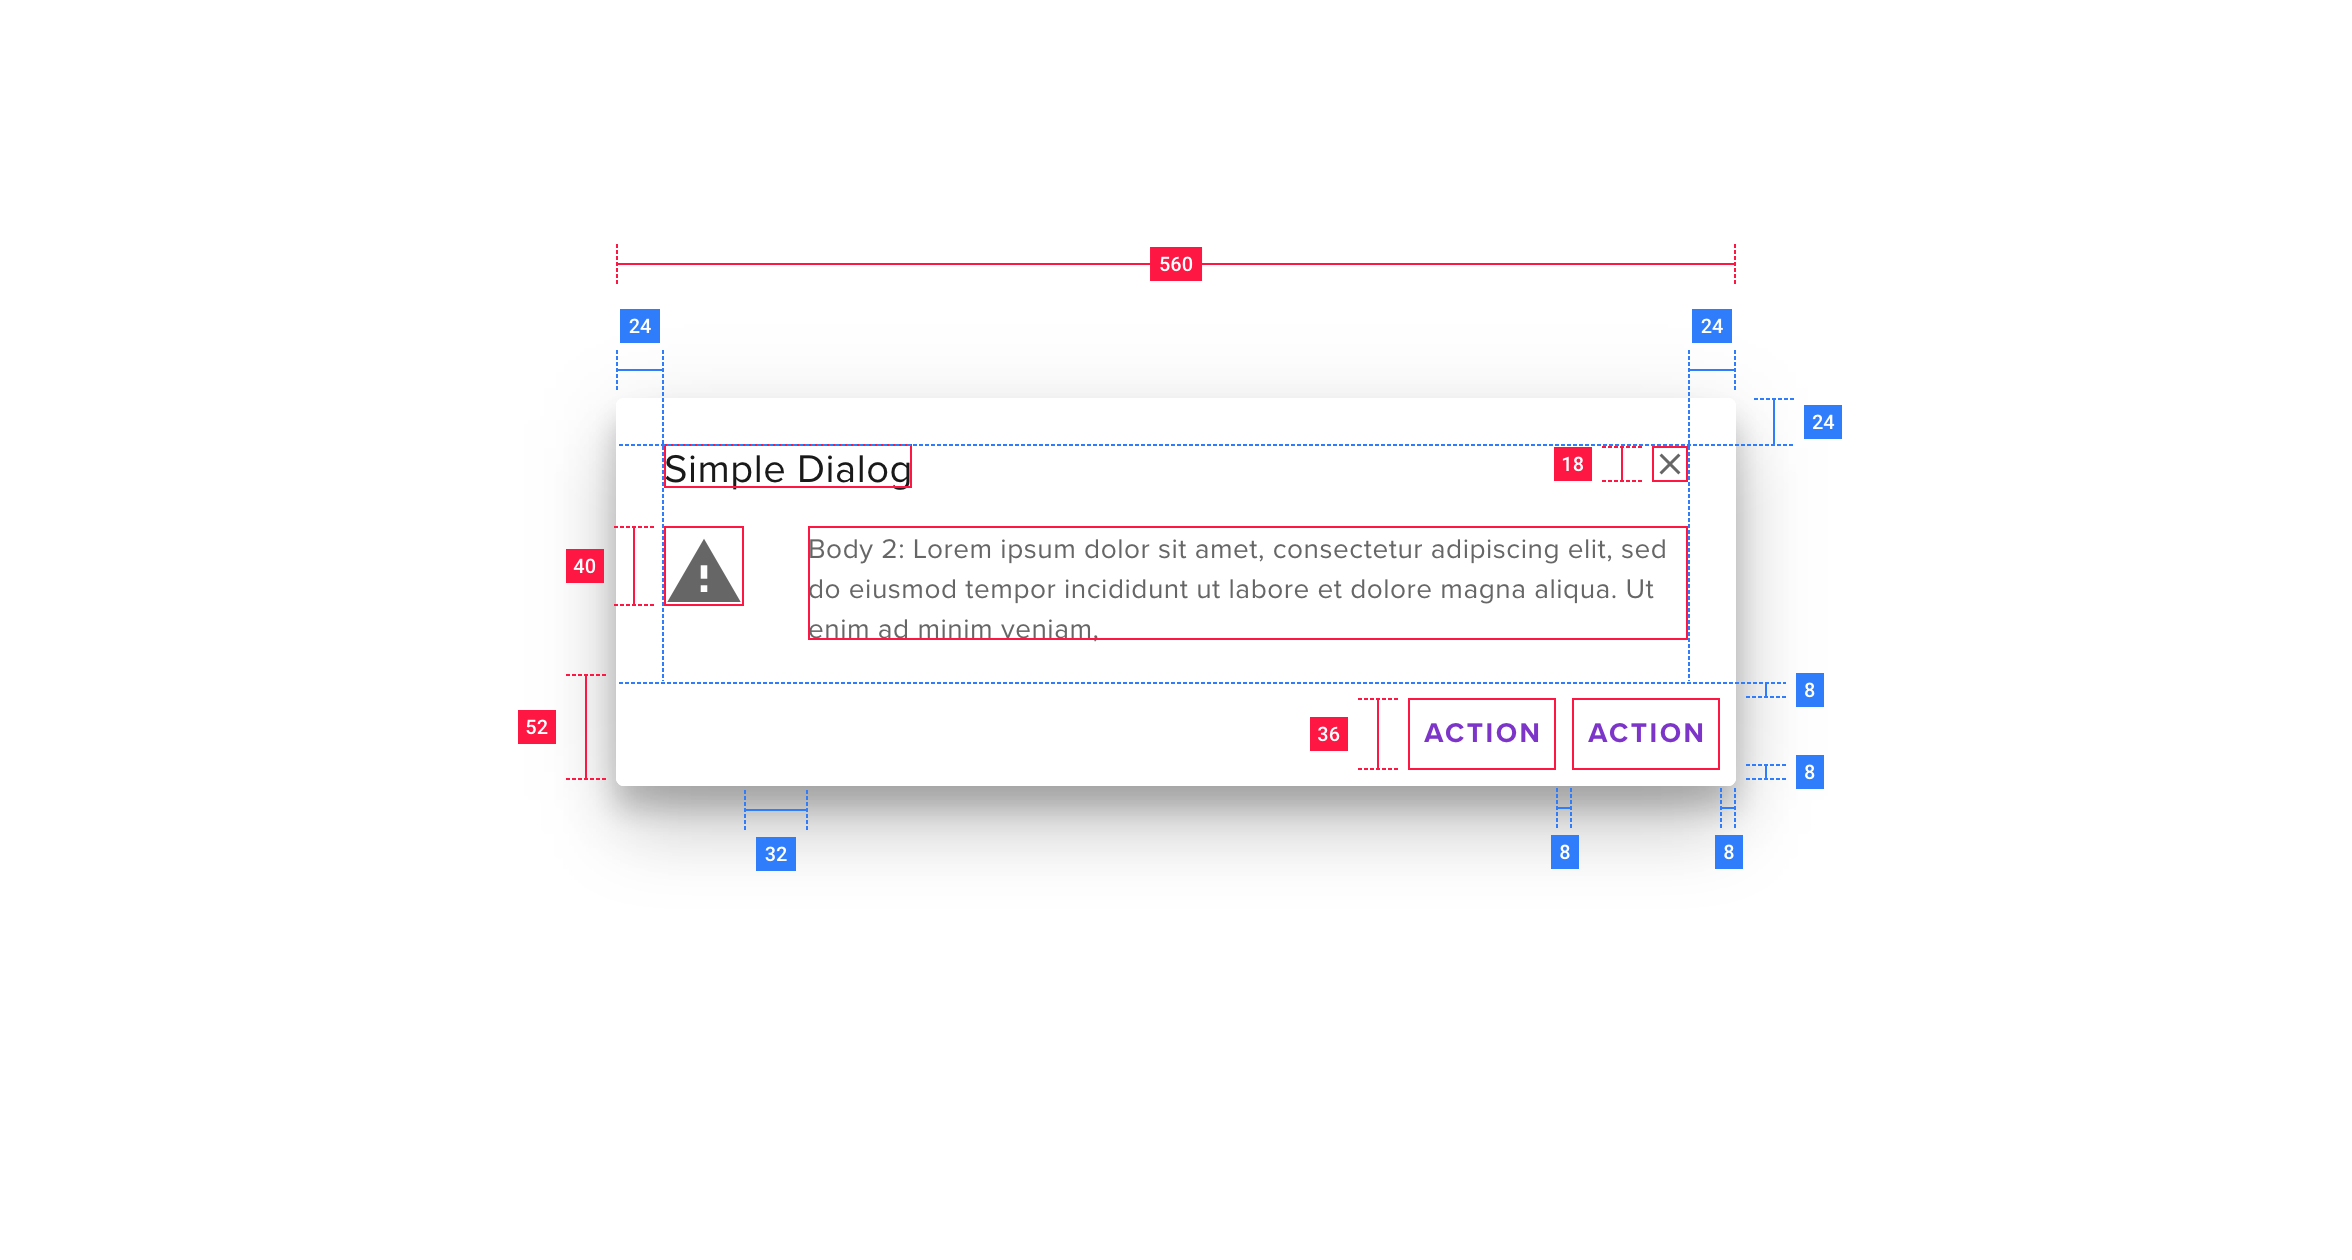 560
24
24
24
Simple Dialog
18
40
Body 2: Lorem ipsum dolor sit amet, consectetur adipiscing elit, sed
do eiusmod tempor incididunt ut labore et dolore magna aliqua. Ut
enim ad minim veniam,
8
52
36
ACTION
ACTION
8
32
8
8